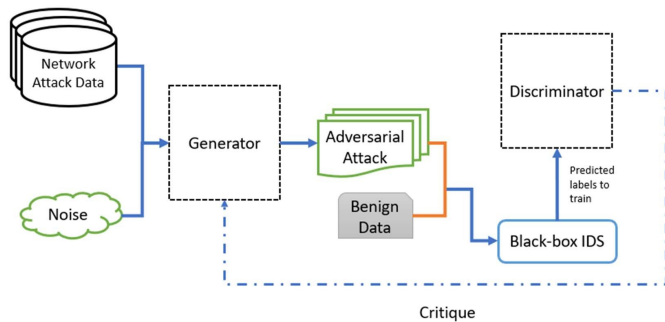 Network
Attack Data
Noise
Generator
Adversarial
Attack
Benign
Data
Discriminator
Predicted
labels to
train
Black-box IDS
Critique